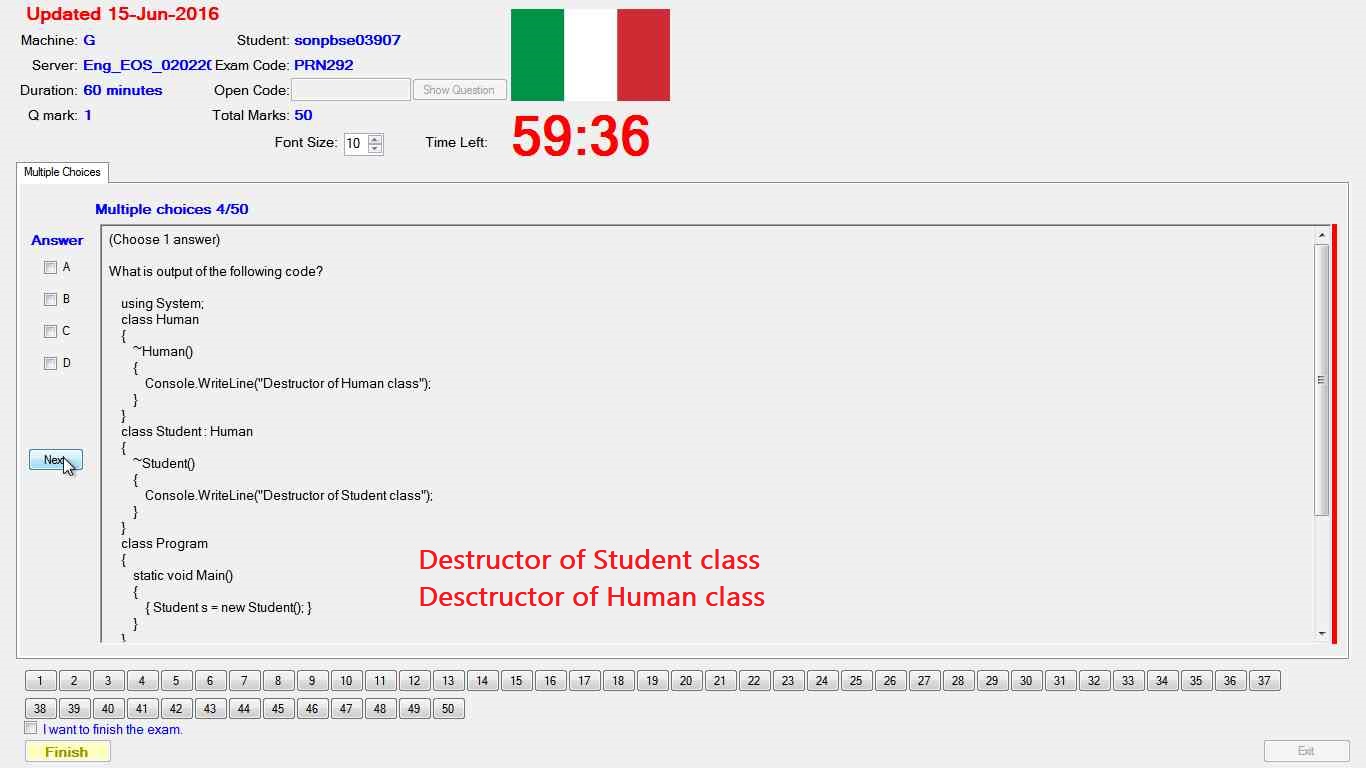 Updated 15-Jun-2016
Machine: G Student: sonpbse03907
Server: Eng_EOS_02022( Exam Code: PRN292
Duration: 60 minutes Open Code: Show Question
Q mark: 1 Total Marks: 50
Font Size: 10 Time Left: 59:36
Multiple Choices
Multiple choices 4/50
Answer
A
B
C
D
Next
(Choose 1 answer)
What is output of the following code?
using System;
class Human
{
~Human()
{
Console.WriteLine("Destructor of Human class");
}
}
class Student : Human
{
~Student()
{
Console.WriteLine("Destructor of Student class");
}
}
class Program
{
static void Main()
{
{ Student s = new Student(); }
}
}
Destructor of Student class
Desctructor of Human class
1 2 3 4 5 6 7 8 9 10 11 12 13 14 15 16 17 18 19 20 21 22 23 24 25 26 27 28 29 30 31 32 33 34 35 36 37
38 39 40 41 42 43 44 45 46 47 48 49 50
I want to finish the exam.
Finish Exit